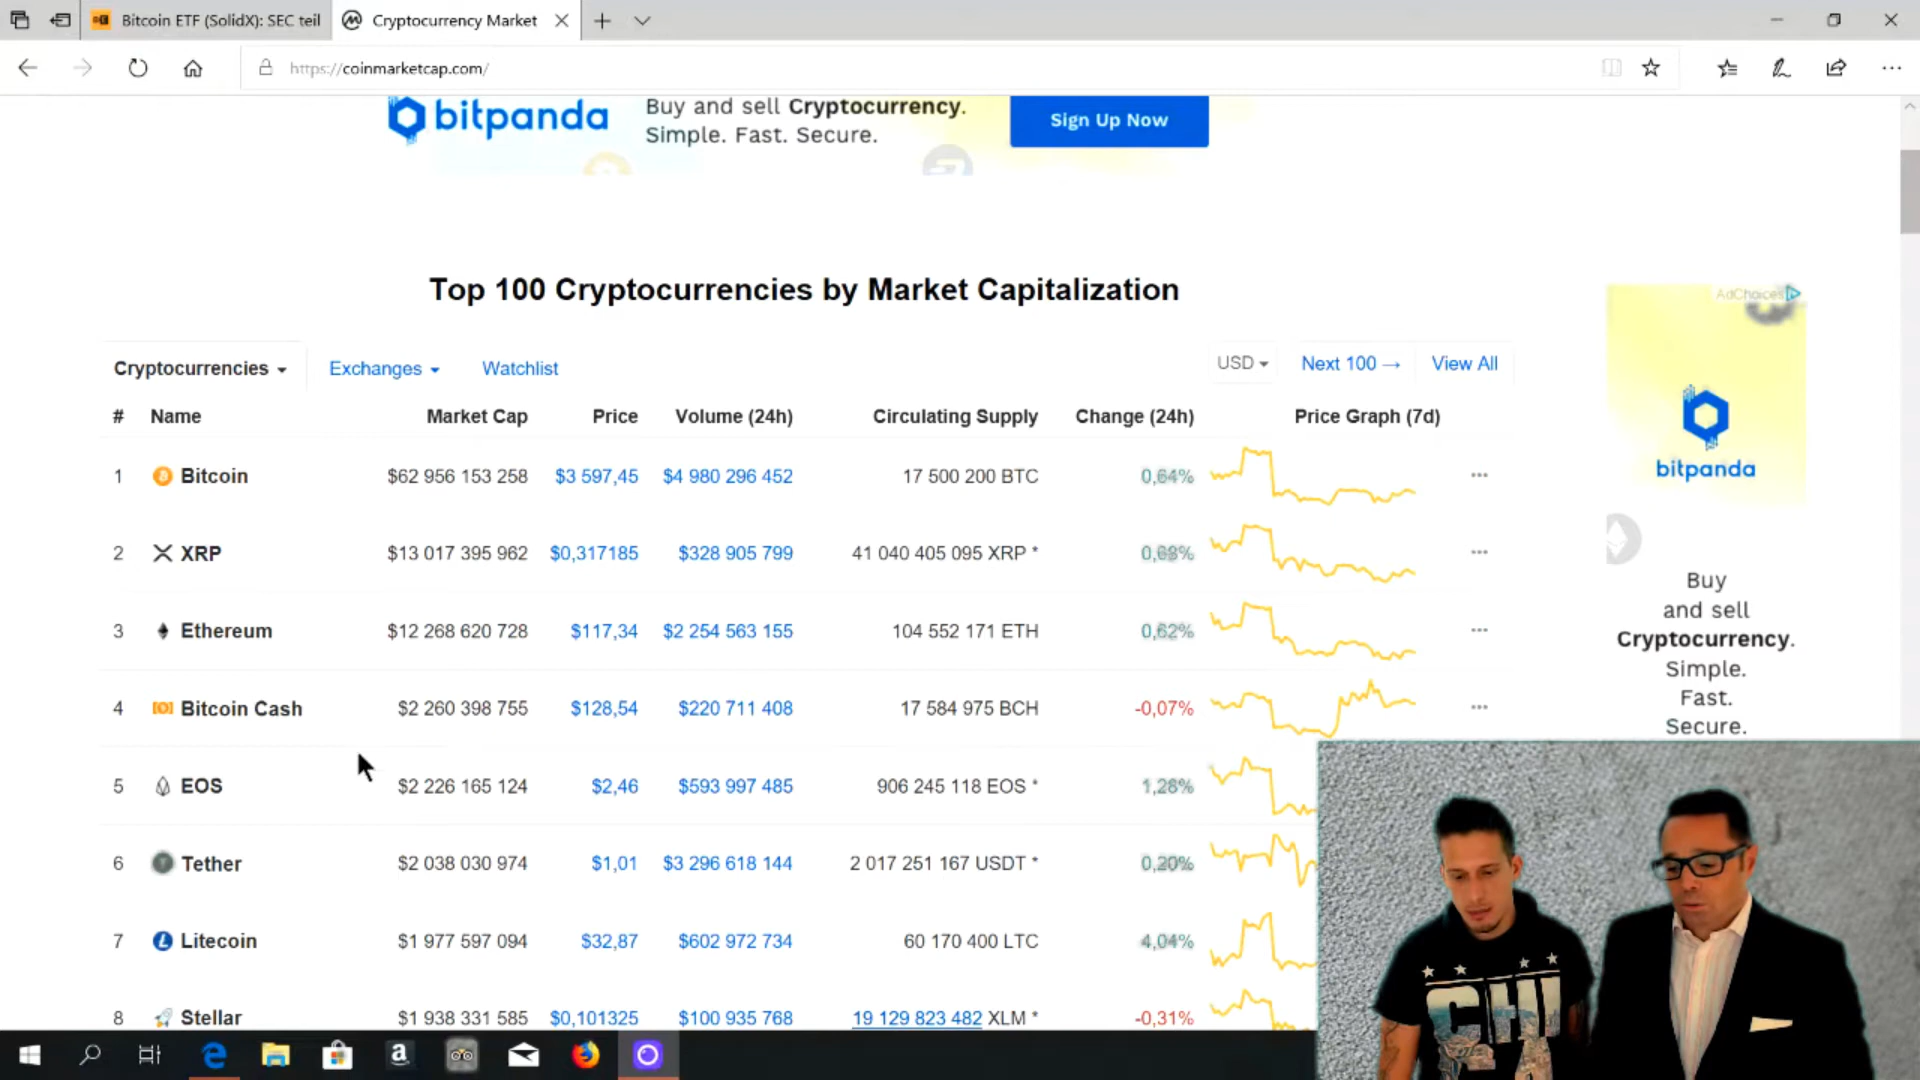 Bitcoin ETF (SolidX): SEC teil
Cryptocurrency Market
https://coinmarketcap.com/
bitpanda
Buy and sell Cryptocurrency.
Simple. Fast. Secure.
Sign Up Now
Top 100 Cryptocurrencies by Market Capitalization
AdChoices
Cryptocurrencies
Exchanges
Watchlist
USD
Next 100 →
View All
# Name Market Cap Price Volume (24h) Circulating Supply Change (24h) Price Graph (7d)
1 Bitcoin $62 956 153 258 $3 597,45 $4 980 296 452 17 500 200 BTC 0,64%
2 XRP $13 017 395 962 $0,317185 $328 905 799 41 040 405 095 XRP * 0,68%
3 Ethereum $12 268 620 728 $117,34 $2 254 563 155 104 552 171 ETH 0,62%
4 Bitcoin Cash $2 260 398 755 $128,54 $220 711 408 17 584 975 BCH -0,07%
5 EOS $2 226 165 124 $2,46 $593 997 485 906 245 118 EOS * 1,28%
6 Tether $2 038 030 974 $1,01 $3 296 618 144 2 017 251 167 USDT * 0,20%
7 Litecoin $1 977 597 094 $32,87 $602 972 734 60 170 400 LTC 4,04%
8 Stellar $1 938 331 585 $0,101325 $100 935 768 19 129 823 482 XLM * -0,31%
bitpanda
Buy
and sell
Cryptocurrency.
Simple.
Fast.
Secure.
CHI